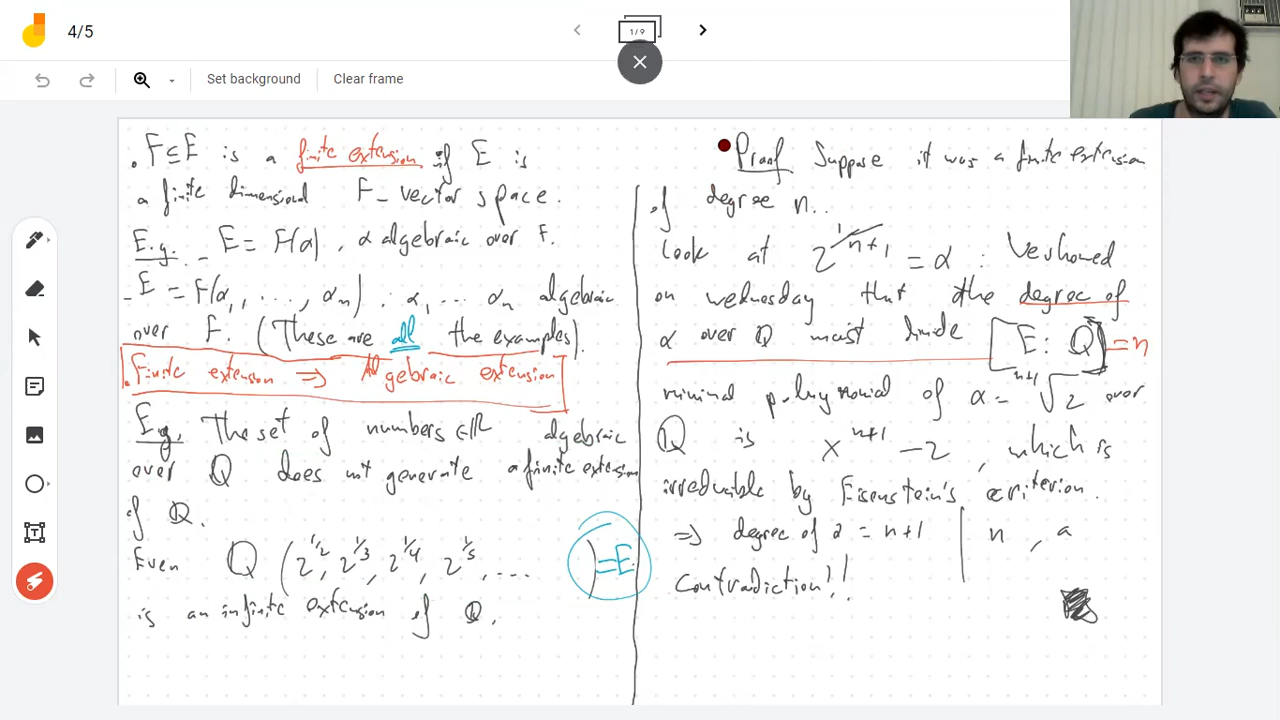 4/5
1/9
Set background
Clear frame
. F ⊆ E is a finite extension if E is
a finite dimensional F-vector space.
E.g. - E = F(α), α algebraic over F.
- E = F(α₁, ..., αₙ) : α₁ ... αₙ algebraic
over F. (These are all the examples).
. Finite extension ⇒ Algebraic extension
E.g. The set of numbers ∈ ℝ algebraic
over ℚ does not generate a finite extension
of ℚ.
Even ℚ(2^{1/2}, 2^{1/3}, 2^{1/4}, 2^{1/5}, ....) = E
is an infinite extension of ℚ.
Proof Suppose it was a finite extension
of degree n..
Look at 2^{1/n+1} = α : We showed
on wednesday that the degree of
α over ℚ must divide [E : ℚ] = n
minimal polynomial of α = ⁿ⁺¹√2 over
ℚ is x^{n+1} - 2, which is
irreducible by Eisenstein's criterion.
⇒ degree of 2 = n+1 | n, a
contradiction!!